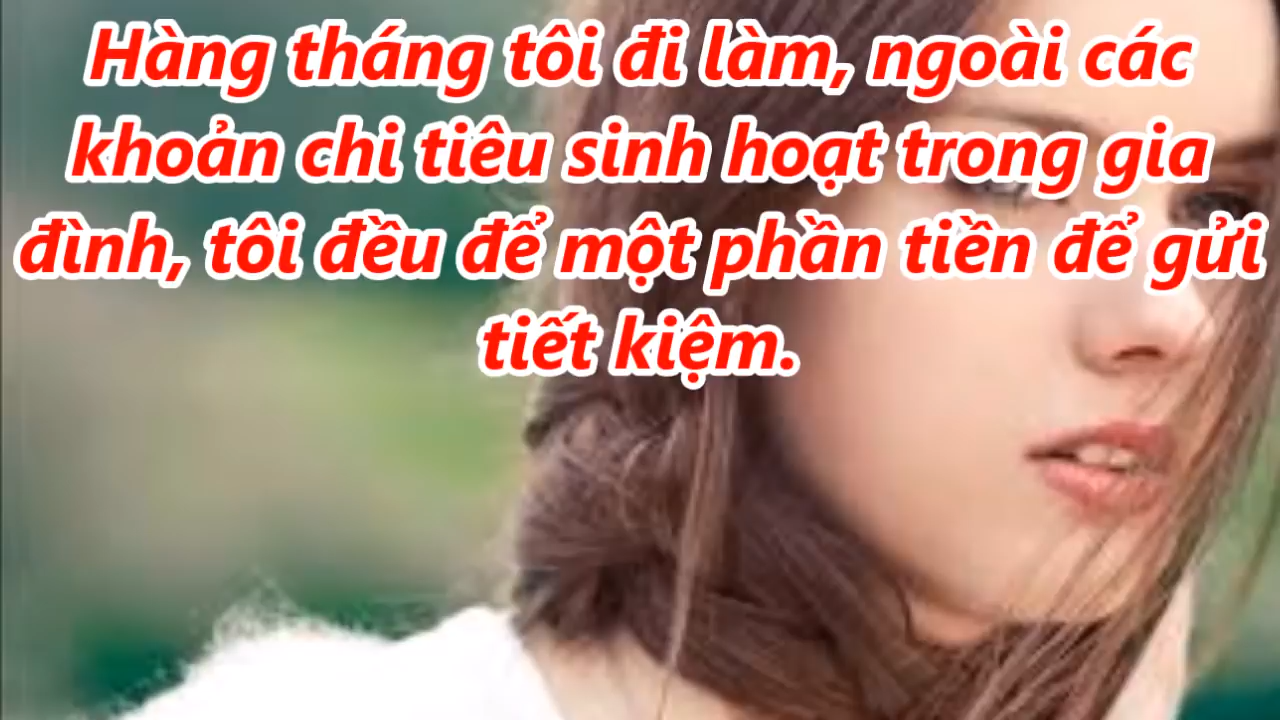 Hàng tháng tôi đi làm, ngoài các
khoản chi tiêu sinh hoạt trong gia
đình, tôi đều để một phần tiền để gửi
tiết kiệm.